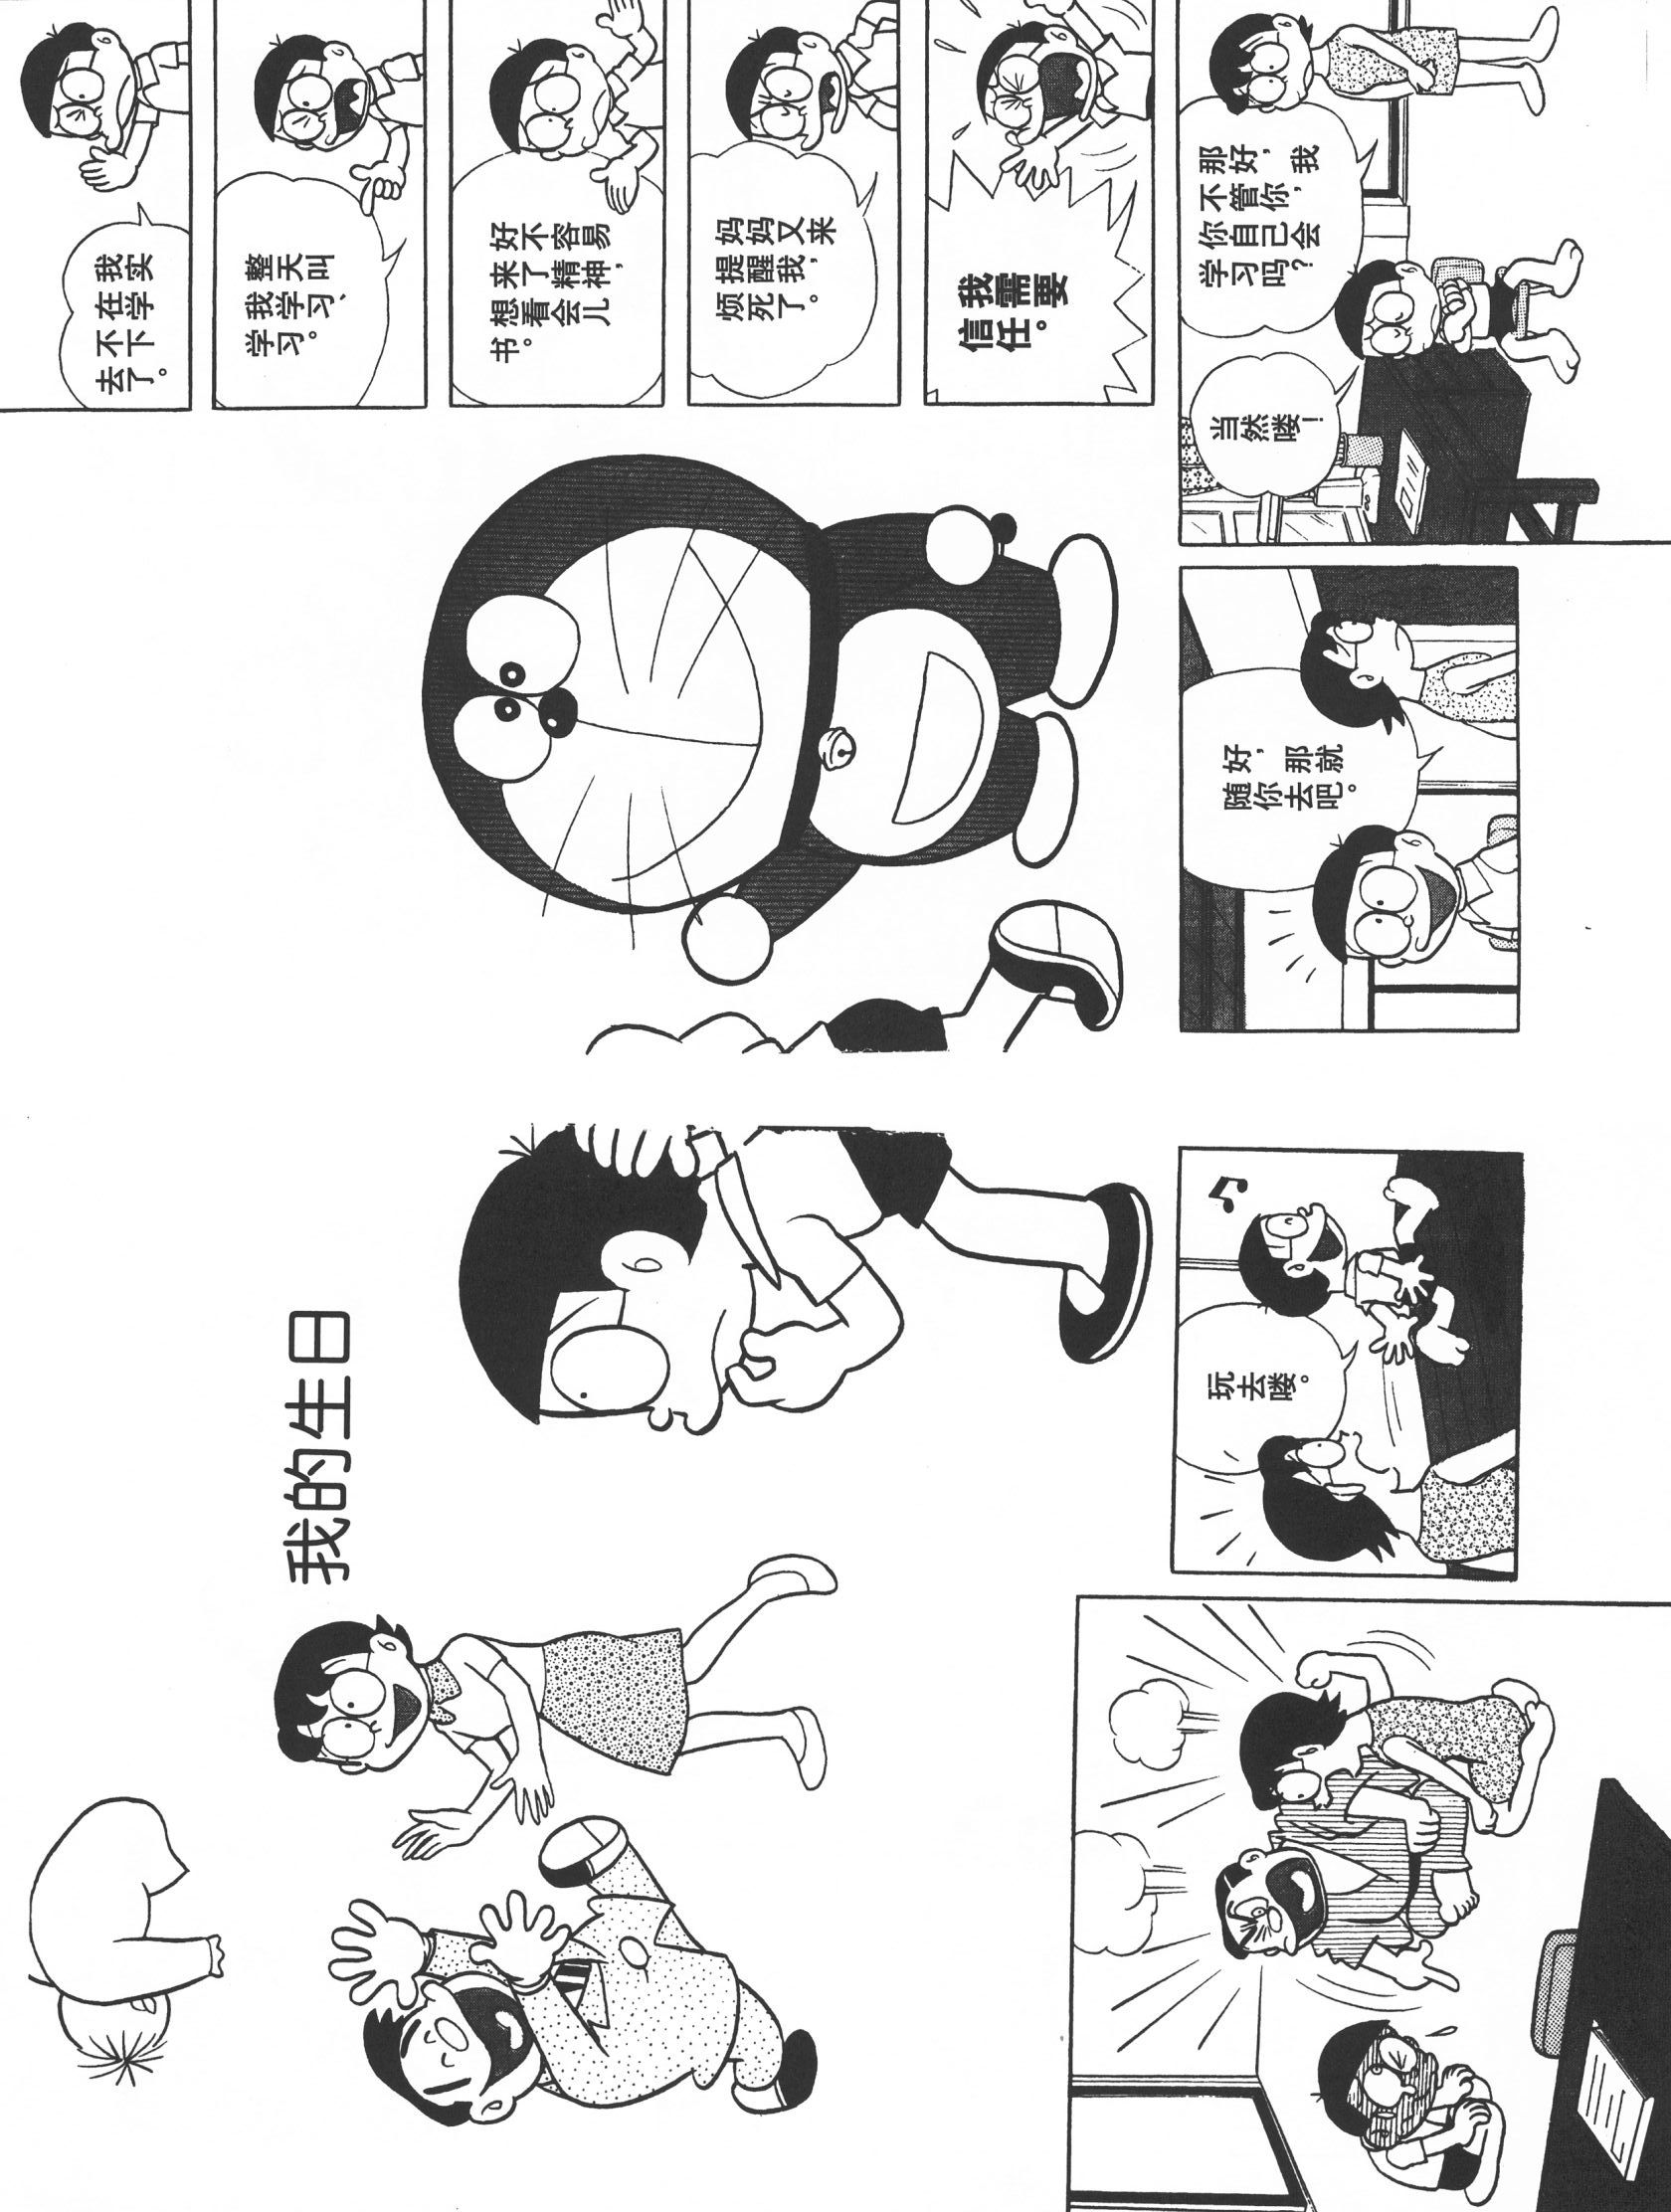 我的生日
我实
在学
不下
去了。
整天叫
我学习、
学习。
好不容易
来了精神，
想看会儿
书。
妈妈又来
提醒我，
烦死了。
我需要
信任。
那好，我
不管你，
你自己会
学习吗？
当然喽！
好，那就
随你去吧。
玩去喽。